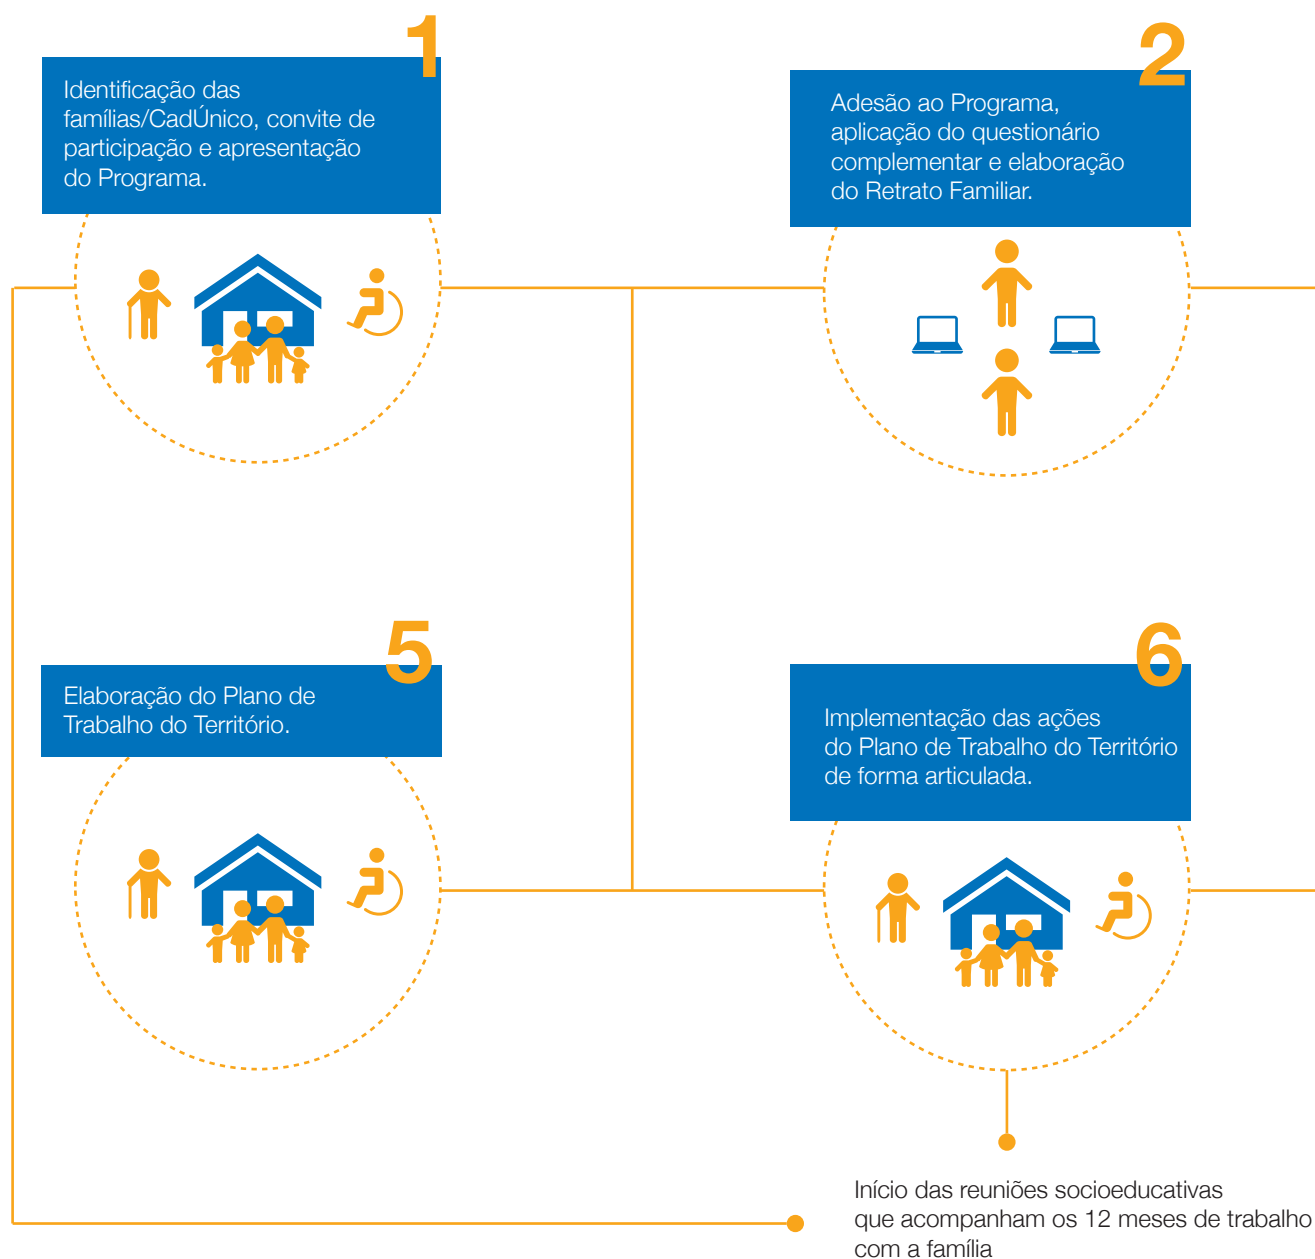 1
Identificação das
famílias/CadÚnico, convite de
participação e apresentação
do Programa.
2
Adesão ao Programa,
aplicação do questionário
complementar e elaboração
do Retrato Familiar.
5
Elaboração do Plano de
Trabalho do Território.
6
Implementação das ações
do Plano de Trabalho do Território
de forma articulada.
Início das reuniões socioeducativas
que acompanham os 12 meses de trabalho
com a família